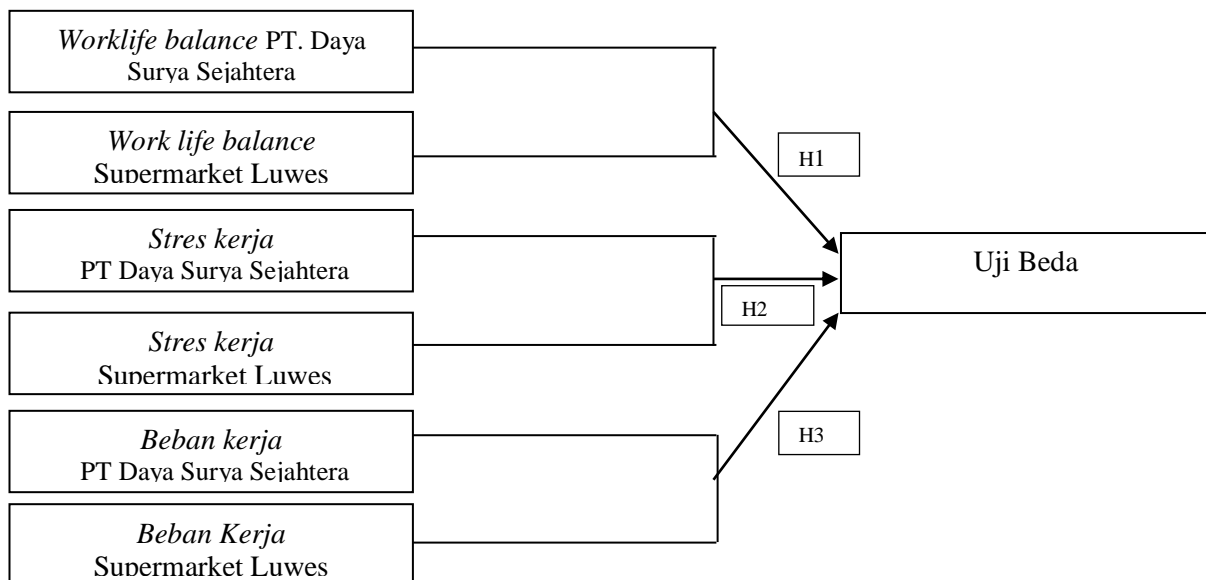 Worklife balance PT. Daya
Surya Sejahtera
Work life balance
Supermarket Luwes
H1
Stres kerja
PT Daya Surya Sejahtera
Uji Beda
H2
Stres kerja
Supermarket Luwes
Beban kerja
PT Daya Surya Sejahtera
H3
Beban Kerja
Supermarket Luwes